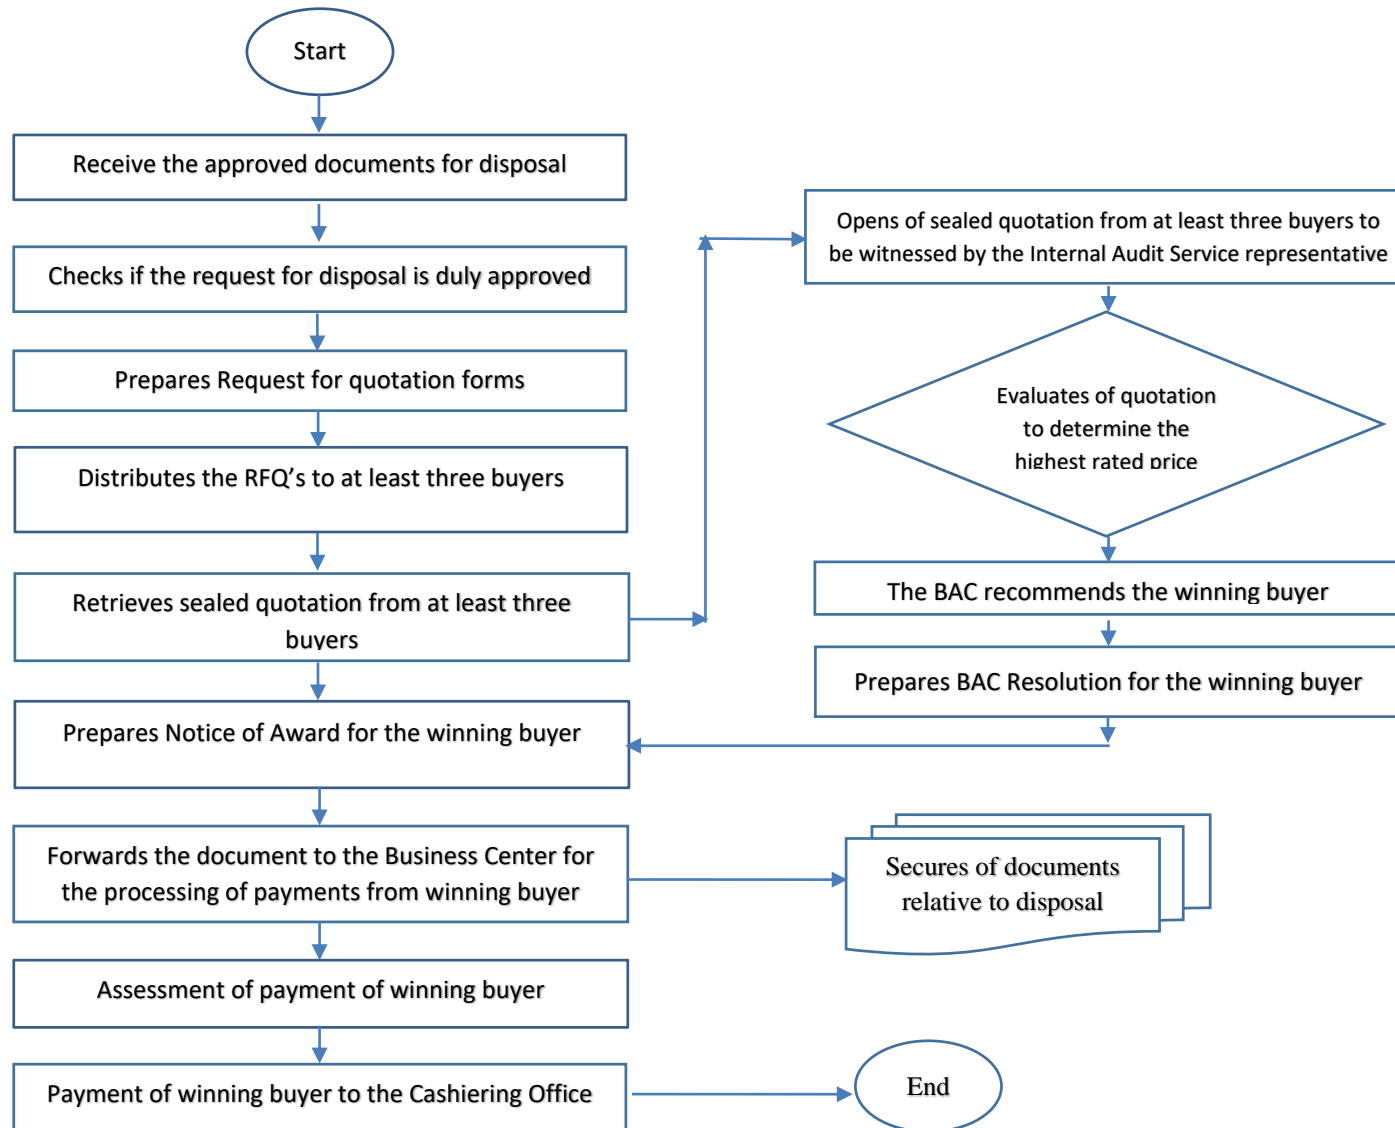 Start
Receive the approved documents for disposal
Checks if the request for disposal is duly approved
Prepares Request for quotation forms
Distributes the RFQ's to at least three buyers
Retrieves sealed quotation from at least three
buyers
Opens of sealed quotation from at least three buyers to
be witnessed by the Internal Audit Service representative
Evaluates of quotation
to determine the
highest rated price
The BAC recommends the winning buyer
Prepares BAC Resolution for the winning buyer
Prepares Notice of Award for the winning buyer
Forwards the document to the Business Center for
the processing of payments from winning buyer
Secures of documents
relative to disposal
Assessment of payment of winning buyer
Payment of winning buyer to the Cashiering Office
End